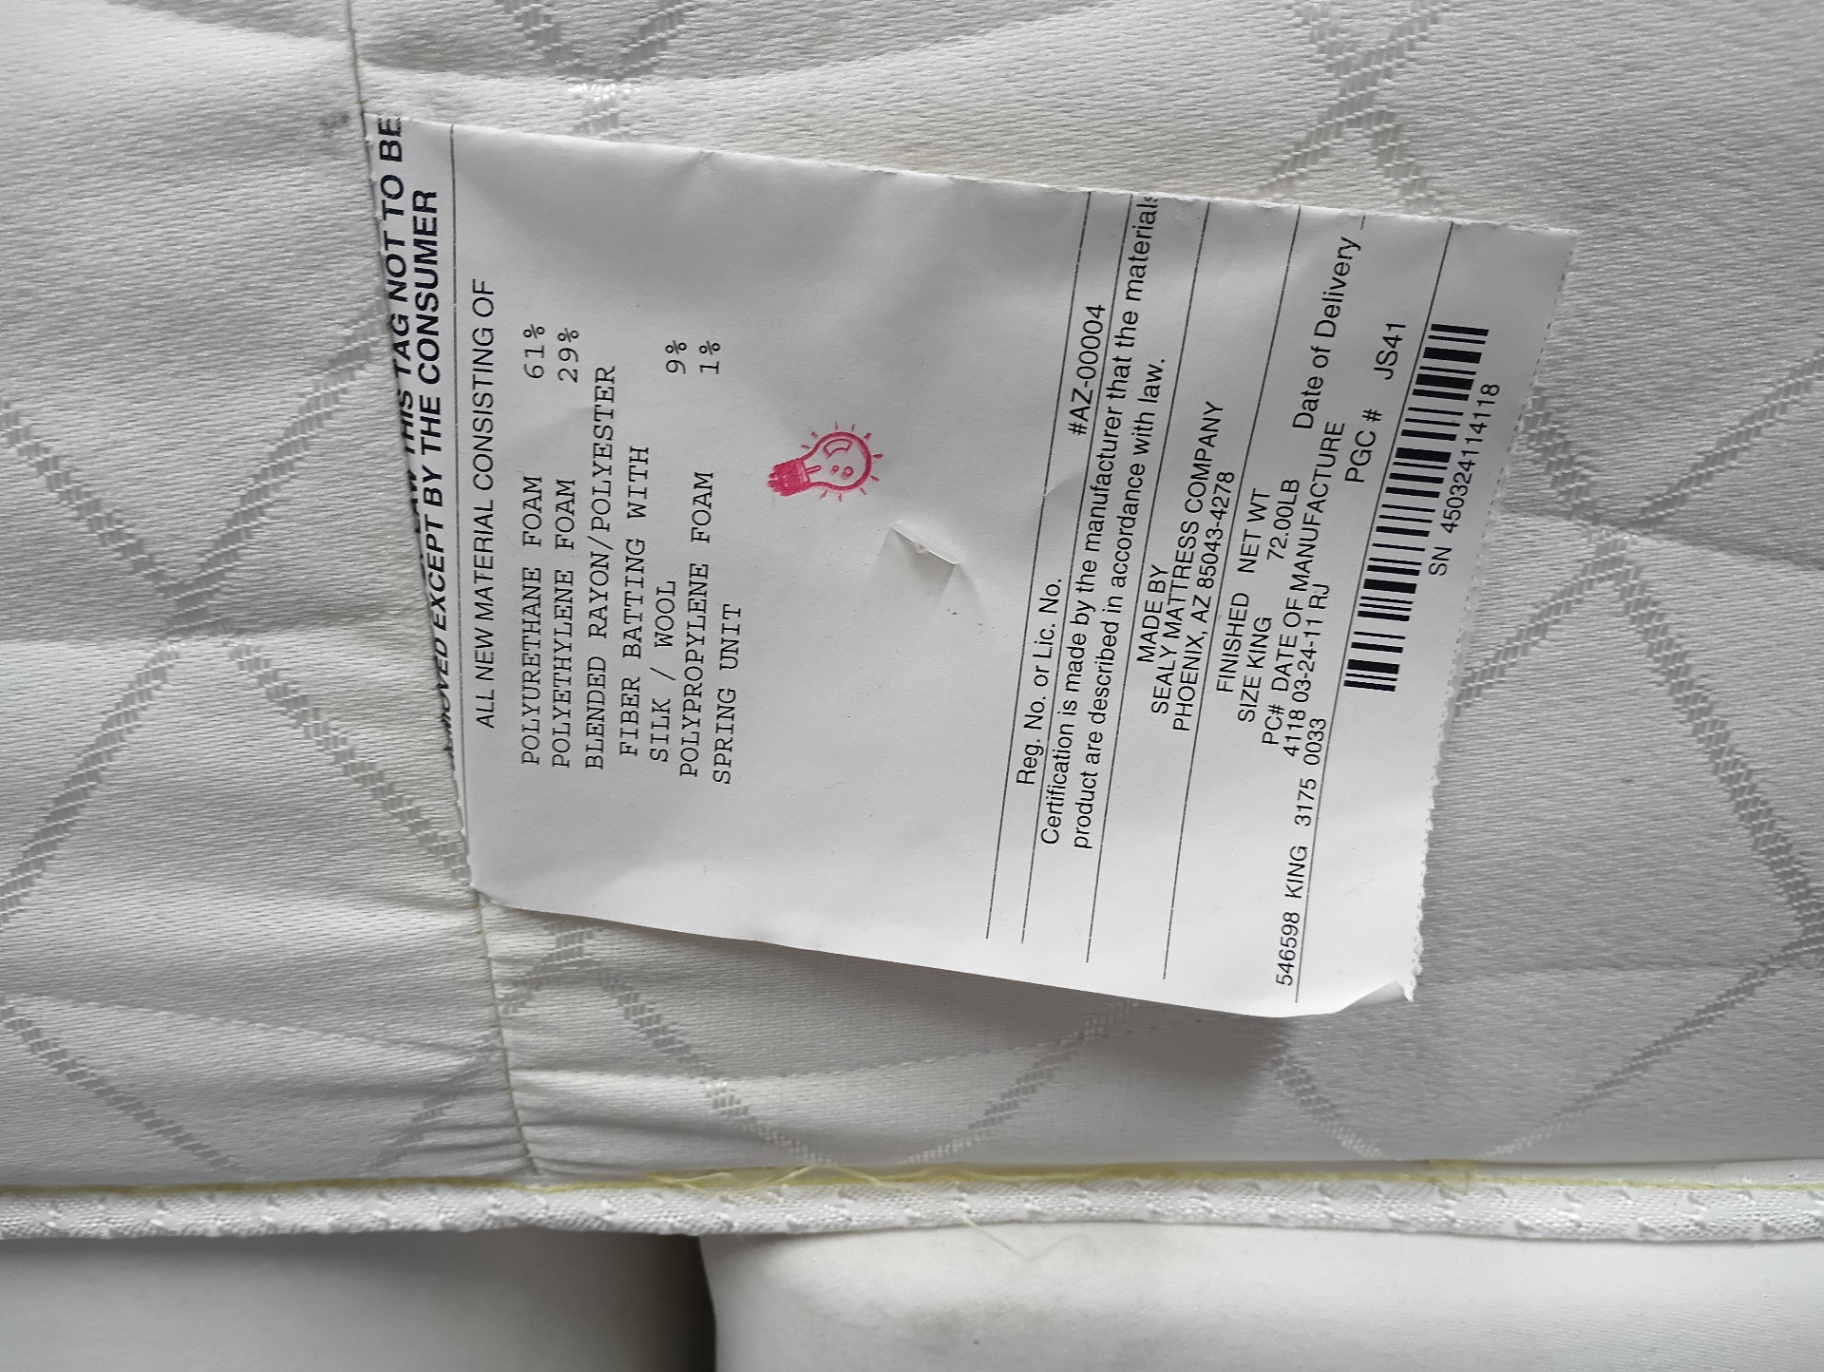 LAW THIS TAG NOT TO BE
REMOVED EXCEPT BY THE CONSUMER
ALL NEW MATERIAL CONSISTING OF
POLYURETHANE FOAM 61%
POLYETHYLENE FOAM 29%
BLENDED RAYON/POLYESTER
FIBER BATTING WITH
SILK / WOOL 9%
POLYPROPYLENE FOAM 1%
SPRING UNIT
Reg. No. or Lic. No. #AZ-00004
Certification is made by the manufacturer that the materials
product are described in accordance with law.
MADE BY
SEALY MATTRESS COMPANY
PHOENIX, AZ 85043-4278
FINISHED NET WT
SIZE KING 72.00LB Date of Delivery
PC# DATE OF MANUFACTURE
4118 03-24-11 RJ PGC # JS41
546598 KING 3175 0033
SN 45032411​4118